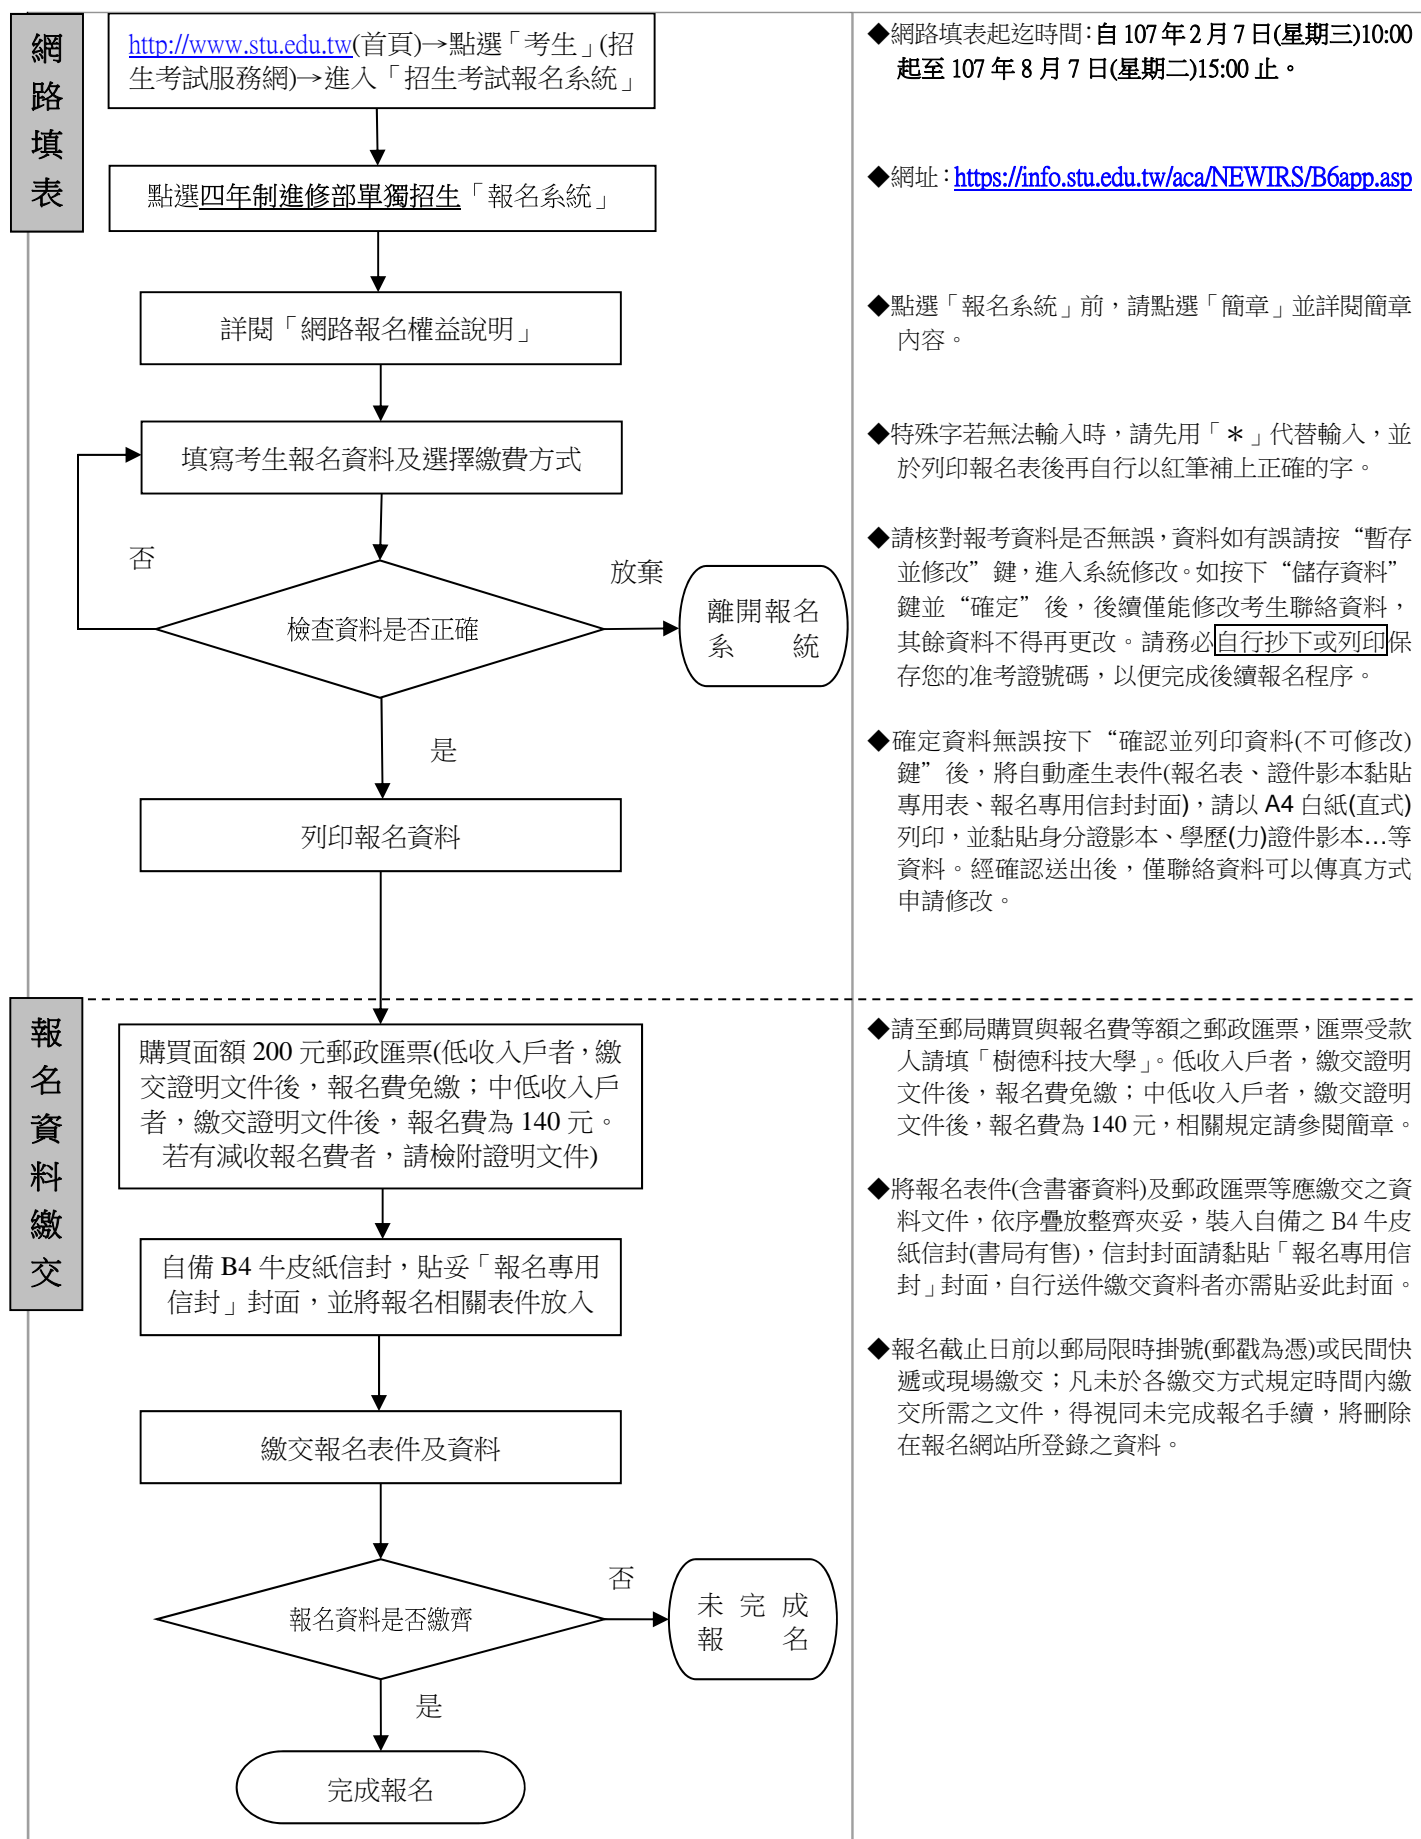 網路填表
http://www.stu.edu.tw(首頁)→點選「考生」(招
生考試服務網)→進入「招生考試報名系統」
點選四年制進修部單獨招生「報名系統」
詳閱「網路報名權益說明」
填寫考生報名資料及選擇繳費方式
否
放棄
檢查資料是否正確
離開報名
系統
是
列印報名資料
◆網路填表起迄時間:自 107 年 2 月 7 日(星期三)10:00
起至 107 年 8 月 7 日(星期二)15:00 止。
◆網址:https://info.stu.edu.tw/aca/NEWIRS/B6app.asp
◆點選「報名系統」前，請點選「簡章」並詳閱簡章
內容。
◆特殊字若無法輸入時，請先用「＊」代替輸入，並
於列印報名表後再自行以紅筆補上正確的字。
◆請核對報考資料是否無誤，資料如有誤請按“暫存
並修改”鍵，進入系統修改。如按下“儲存資料”
鍵並“確定”後，後續僅能修改考生聯絡資料，
其餘資料不得再更改。請務必自行抄下或列印保
存您的准考證號碼，以便完成後續報名程序。
◆確定資料無誤按下“確認並列印資料(不可修改)
鍵”後，將自動產生表件(報名表、證件影本黏貼
專用表、報名專用信封封面)，請以 A4 白紙(直式)
列印，並黏貼身分證影本、學歷(力)證件影本…等
資料。經確認送出後，僅聯絡資料可以傳真方式
申請修改。
報名資料繳交
購買面額 200 元郵政匯票(低收入戶者，繳
交證明文件後，報名費免繳；中低收入戶
者，繳交證明文件後，報名費為 140 元。
若有減收報名費者，請檢附證明文件)
自備 B4 牛皮紙信封，貼妥「報名專用
信封」封面，並將報名相關表件放入
繳交報名表件及資料
報名資料是否繳齊
否
未完成
報名
是
完成報名
◆請至郵局購買與報名費等額之郵政匯票，匯票受款
人請填「樹德科技大學」。低收入戶者，繳交證明
文件後，報名費免繳；中低收入戶者，繳交證明
文件後，報名費為 140 元，相關規定請參閱簡章。
◆將報名表件(含書審資料)及郵政匯票等應繳交之資
料文件，依序疊放整齊夾妥，裝入自備之 B4 牛皮
紙信封(書局有售)，信封封面請黏貼「報名專用信
封」封面，自行送件繳交資料者亦需貼妥此封面。
◆報名截止日前以郵局限時掛號(郵戳為憑)或民間快
遞或現場繳交；凡未於各繳交方式規定時間內繳
交所需之文件，得視同未完成報名手續，將刪除
在報名網站所登錄之資料。